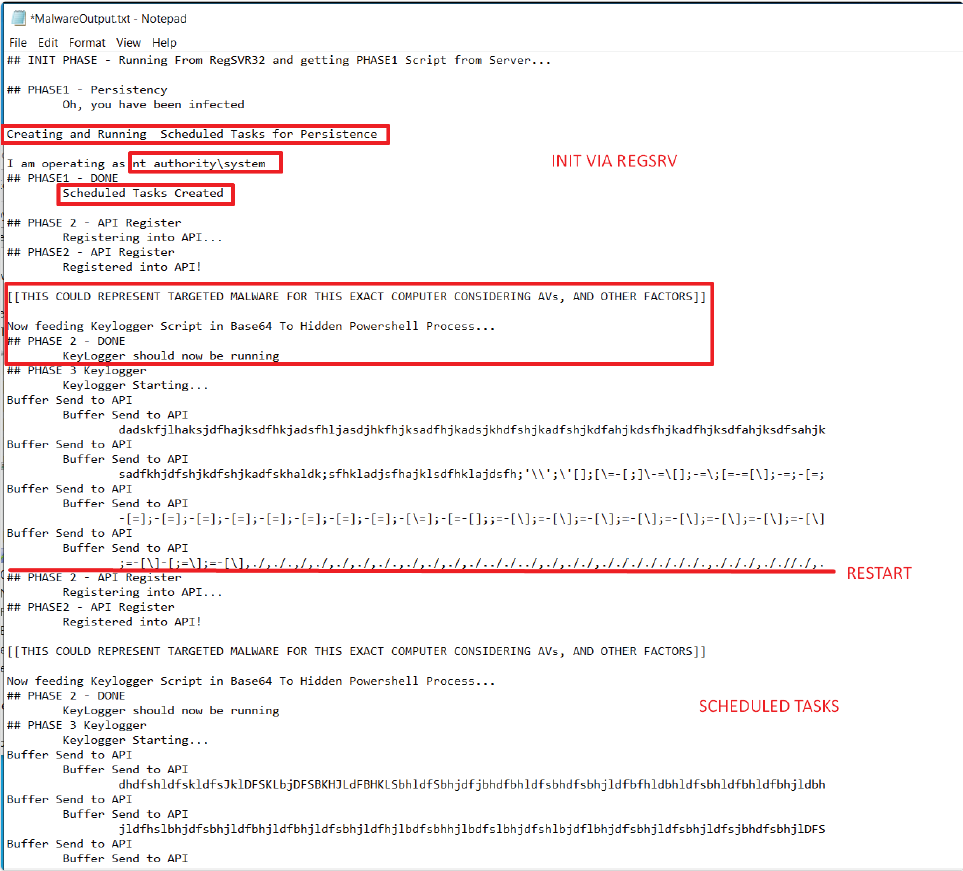 *MalwareOutput.txt - Notepad
File Edit Format View Help
## INIT PHASE - Running From RegSVR32 and getting PHASE1 Script from Server...
## PHASE1 - Persistency
Oh, you have been infected
Creating and Running  Scheduled Tasks for Persistence
I am operating as nt authority\system
INIT VIA REGSRV
## PHASE1 - DONE
Scheduled Tasks Created
## PHASE 2 - API Register
Registering into API...
## PHASE2 - API Register
Registered into API!
[[THIS COULD REPRESENT TARGETED MALWARE FOR THIS EXACT COMPUTER CONSIDERING AVs, AND OTHER FACTORS]]
Now feeding Keylogger Script in Base64 To Hidden Powershell Process...
## PHASE 2 - DONE
KeyLogger should now be running
## PHASE 3 Keylogger
Keylogger Starting...
Buffer Send to API
Buffer Send to API
Buffer Send to API
Buffer Send to API
Buffer Send to API
Buffer Send to API
Buffer Send to API
Buffer Send to API
RESTART
## PHASE 2 - API Register
Registering into API...
## PHASE2 - API Register
Registered into API!
[[THIS COULD REPRESENT TARGETED MALWARE FOR THIS EXACT COMPUTER CONSIDERING AVs, AND OTHER FACTORS]]
Now feeding Keylogger Script in Base64 To Hidden Powershell Process...
## PHASE 2 - DONE
KeyLogger should now be running
SCHEDULED TASKS
## PHASE 3 Keylogger
Keylogger Starting...
Buffer Send to API
Buffer Send to API
Buffer Send to API
Buffer Send to API
Buffer Send to API
Buffer Send to API